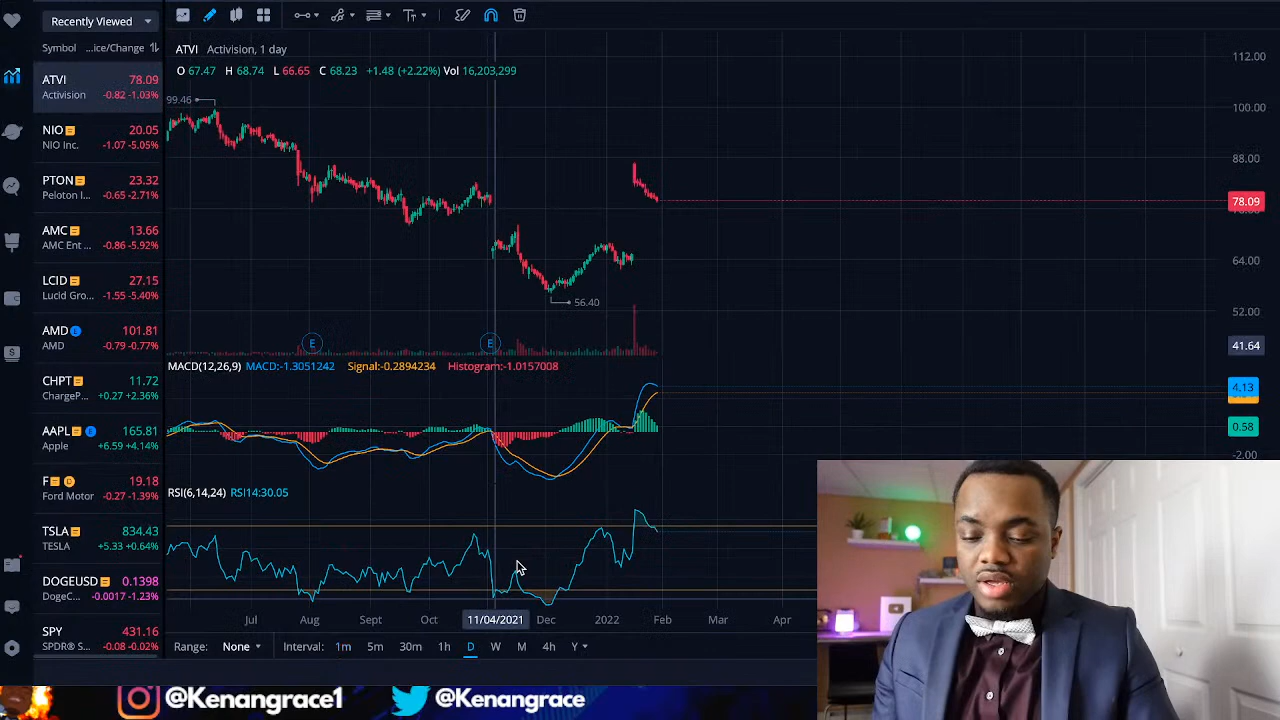 Recently Viewed
Symbol ...ice/Change
ATVI 78.09
Activision -0.82 -1.03%
NIO 20.05
NIO Inc. -1.07 -5.05%
PTON 23.32
Peloton I... -0.65 -2.71%
AMC 13.66
AMC Ent ... -0.86 -5.92%
LCID 27.15
Lucid Gro... -1.55 -5.40%
AMD E 101.81
AMD -0.79 -0.77%
CHPT 11.72
ChargeP... +0.27 +2.36%
AAPL E 165.81
Apple +6.59 +4.14%
F 19.18
Ford Motor -0.27 -1.39%
TSLA 834.43
TESLA +5.33 +0.64%
DOGEUSD 0.1398
DogeC... -0.0017 -1.23%
SPY 431.16
SPDR® S... -0.08 -0.02%
ATVI Activision, 1 day
O 67.47 H 68.74 L 66.65 C 68.23 +1.48 (+2.22%) Vol 16,203,299
99.46
56.40
E E
112.00
100.00
88.00
78.09
64.00
52.00
41.64
MACD(12,26,9) MACD:-1.3051242 Signal:-0.2894234 Histogram:-1.0157008
4.13
0.58
-2.00
RSI(6,14,24) RSI14:30.05
Jul Aug Sept Oct 11/04/2021 Dec 2022 Feb Mar Apr
Range: None Interval: 1m 5m 30m 1h D W M 4h Y
@Kenangrace1 @Kenangrace